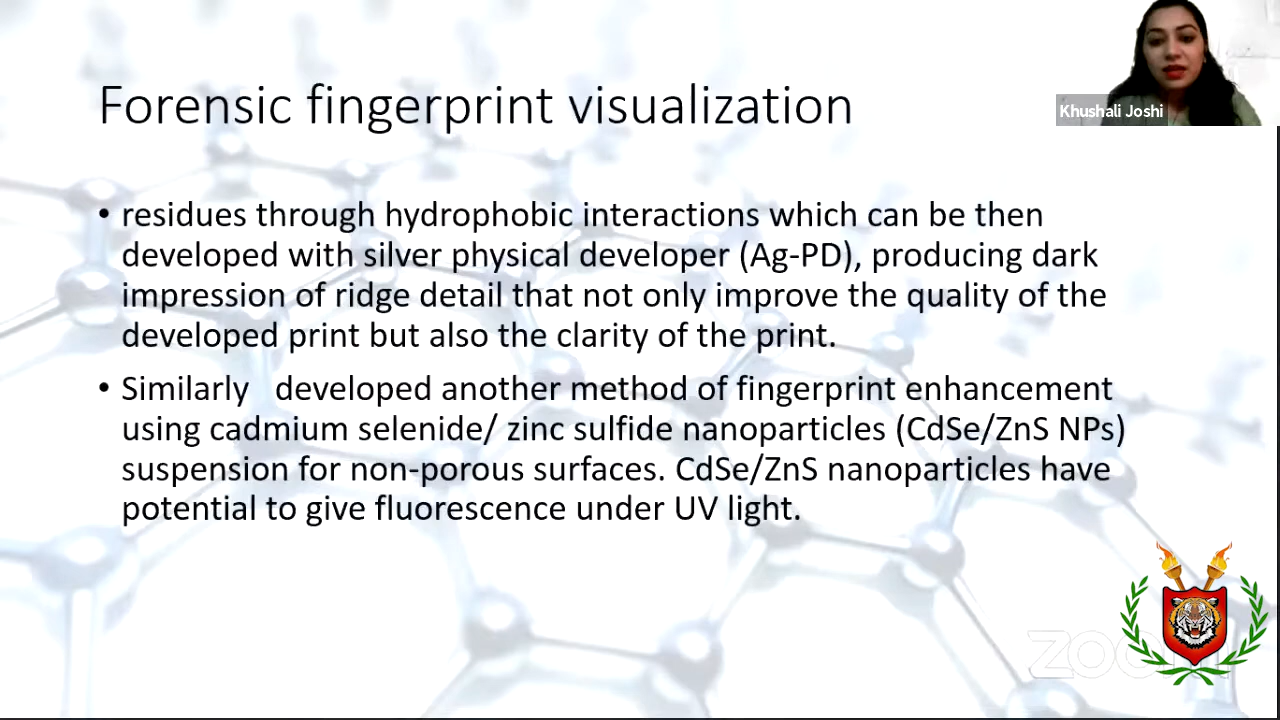 Forensic fingerprint visualization
Khushali Joshi
• residues through hydrophobic interactions which can be then
developed with silver physical developer (Ag-PD), producing dark
impression of ridge detail that not only improve the quality of the
developed print but also the clarity of the print.
• Similarly   developed another method of fingerprint enhancement
using cadmium selenide/ zinc sulfide nanoparticles (CdSe/ZnS NPs)
suspension for non-porous surfaces. CdSe/ZnS nanoparticles have
potential to give fluorescence under UV light.
zoom